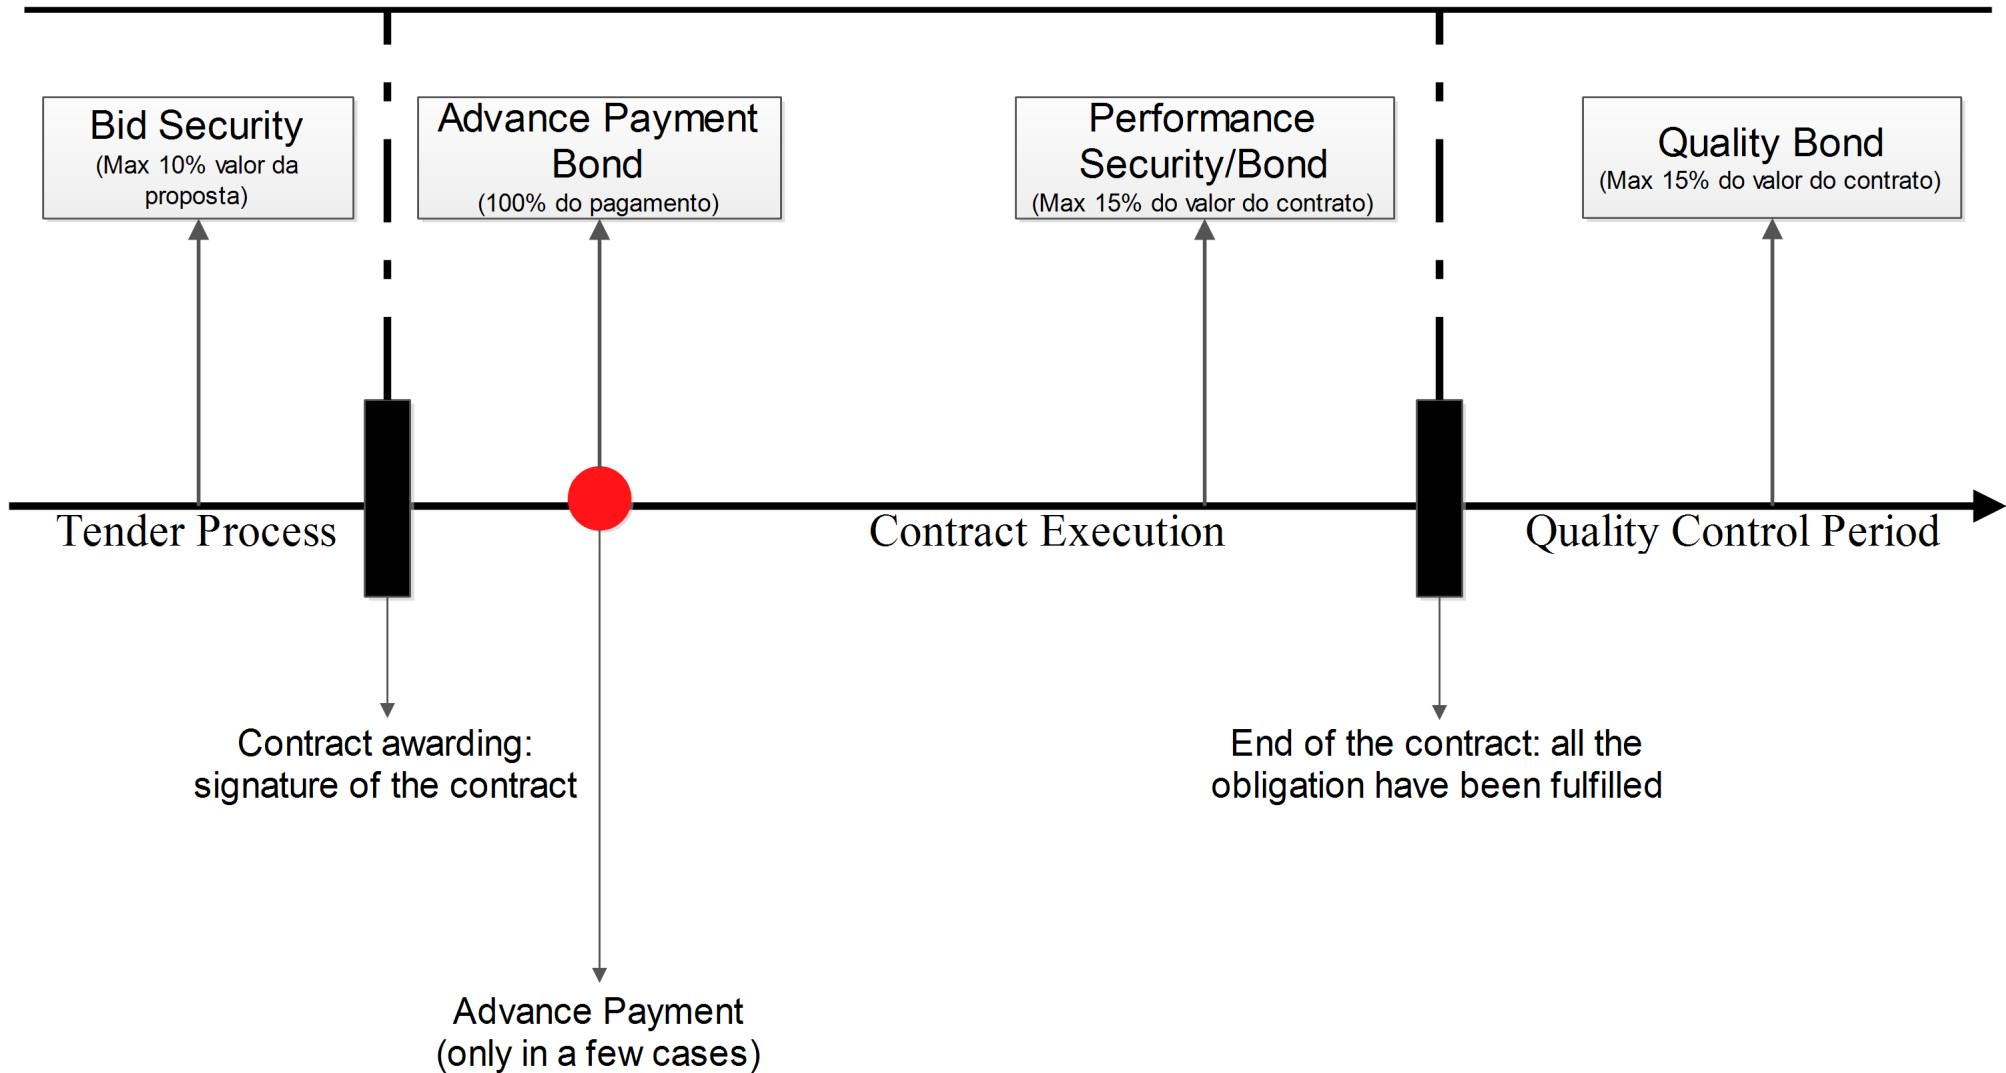 Bid Security
(Max 10% valor da
proposta)
Advance Payment
Bond
(100% do pagamento)
Performance
Security/Bond
(Max 15% do valor do contrato)
Quality Bond
(Max 15% do valor do contrato)
Tender Process
Contract Execution
Quality Control Period
Contract awarding:
signature of the contract
End of the contract: all the
obligation have been fulfilled
Advance Payment
(only in a few cases)